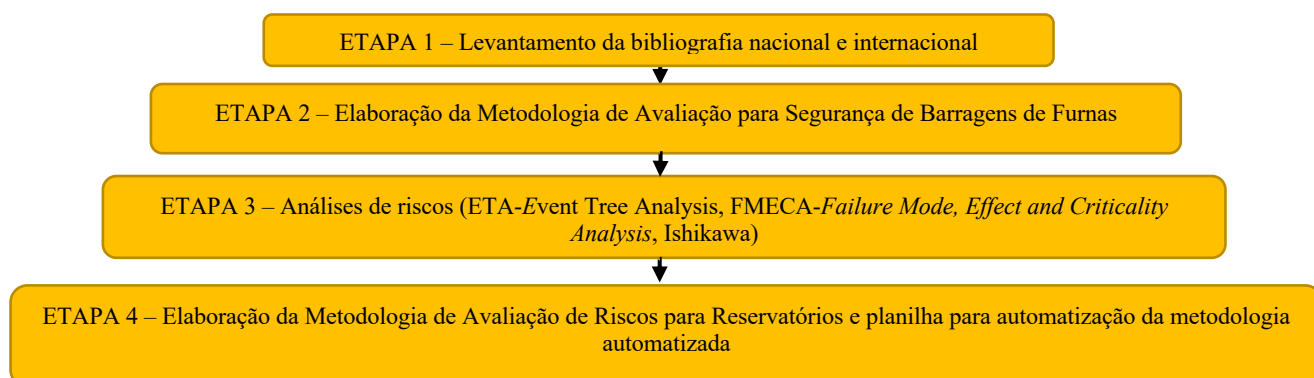 ETAPA 1 – Levantamento da bibliografia nacional e internacional
ETAPA 2 – Elaboração da Metodologia de Avaliação para Segurança de Barragens de Furnas
ETAPA 3 – Análises de riscos (ETA-Event Tree Analysis, FMECA-Failure Mode, Effect and Criticality
Analysis, Ishikawa)
ETAPA 4 – Elaboração da Metodologia de Avaliação de Riscos para Reservatórios e planilha para automatização da metodologia
automatizada